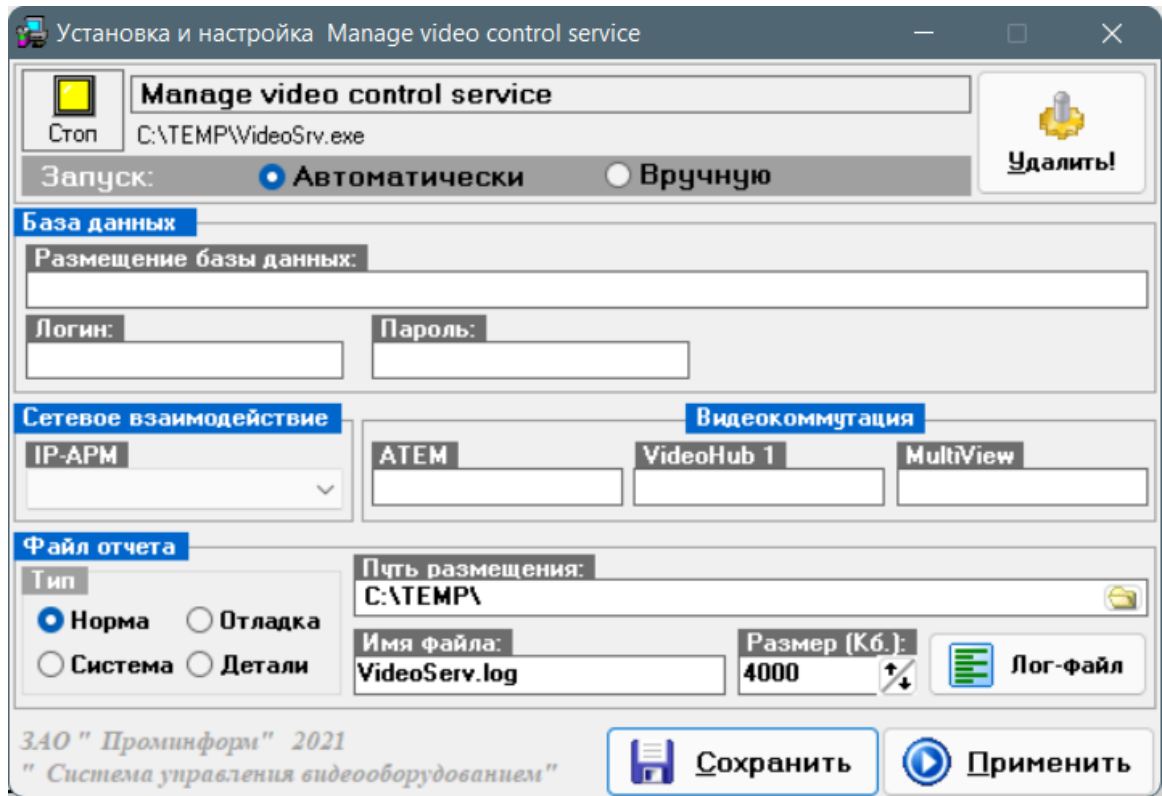 Установка и настройка  Manage video control service
Стоп
Manage video control service
C:\TEMP\VideoSrv.exe
Удалить!
Запуск:
Автоматически
Вручную
База данных
Размещение базы данных:
Логин:
Пароль:
Сетевое взаимодействие
Видеокоммутация
IP-АРМ
ATEM
VideoHub 1
MultiView
Файл отчета
Тип
Норма
Отладка
Система
Детали
Путь размещения:
C:\TEMP\
Имя файла:
VideoServ.log
Размер (Кб.):
4000
Лог-файл
ЗАО " Проминформ"  2021
" Система управления видеооборудованием"
Сохранить
Применить